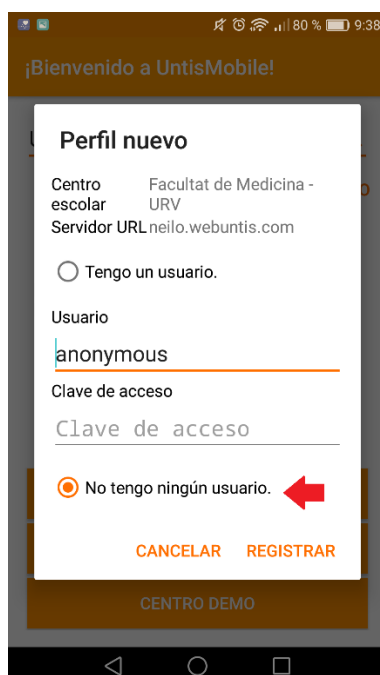 80 % 9:38
¡Bienvenido a UntisMobile!
Perfil nuevo
Centro escolar Facultat de Medicina - URV
Servidor URL neilo.webuntis.com
Tengo un usuario.
Usuario
anonymous
Clave de acceso
Clave de acceso
No tengo ningún usuario.
CANCELAR REGISTRAR
CENTRO DEMO